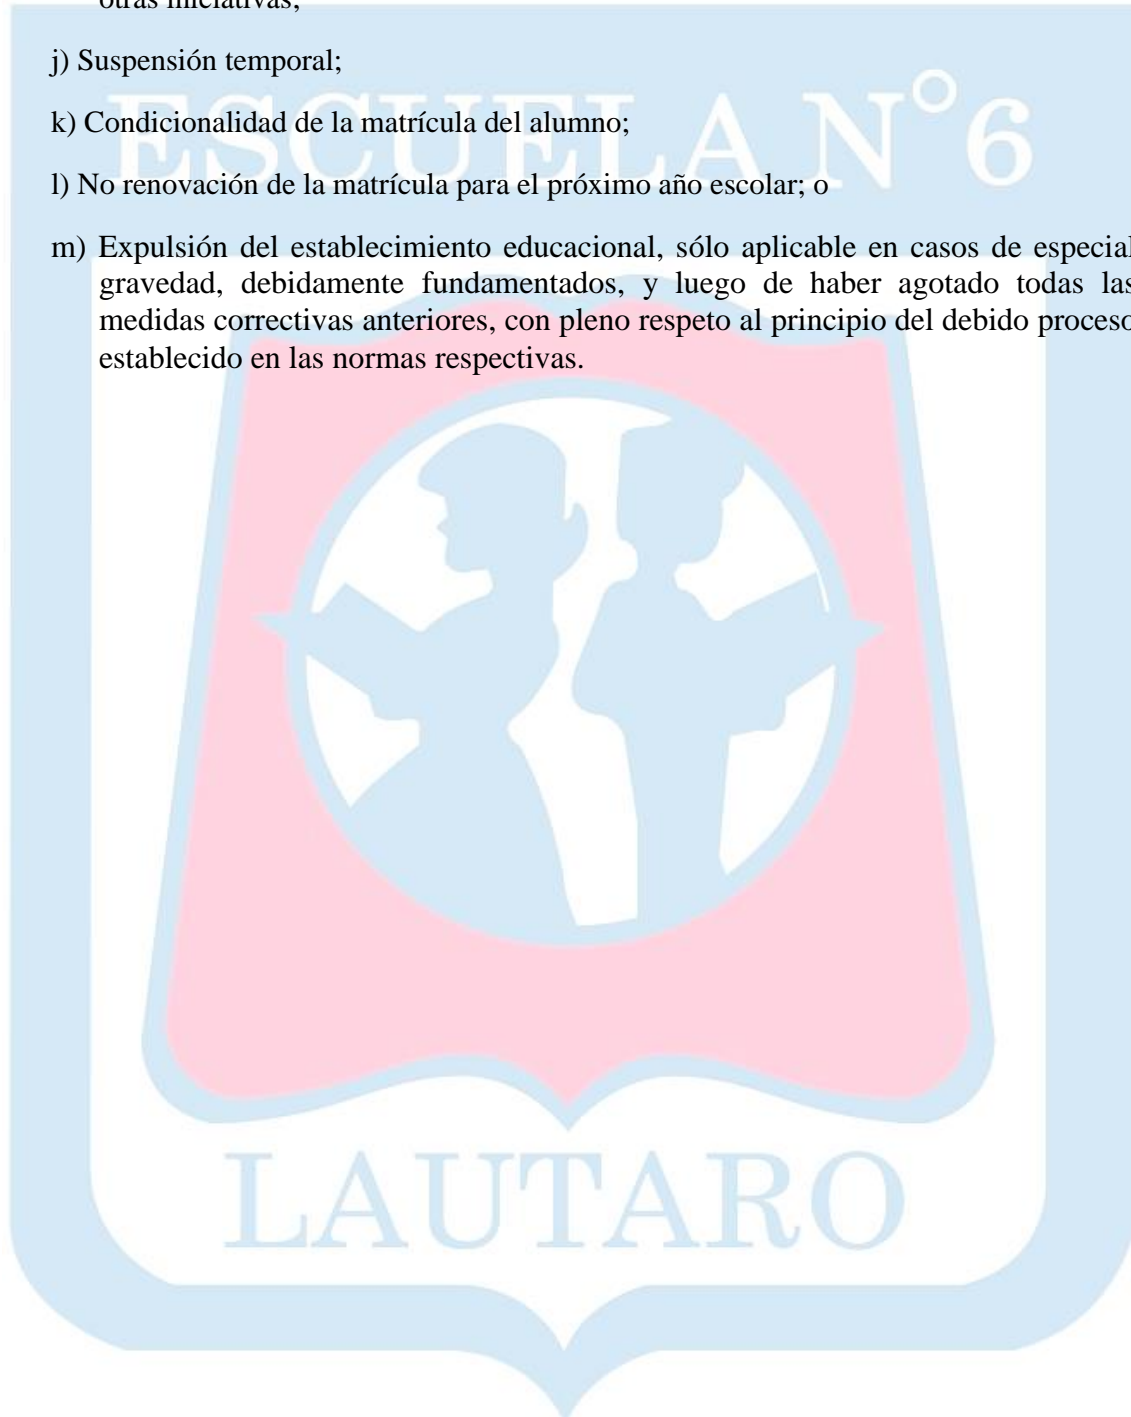 otras iniciativas;
j) Suspensión temporal;
k) Condicionalidad de la matrícula del alumno;
l) No renovación de la matrícula para el próximo año escolar; o
m) Expulsión del establecimiento educacional, sólo aplicable en casos de especial
gravedad, debidamente fundamentados, y luego de haber agotado todas las
medidas correctivas anteriores, con pleno respeto al principio del debido proceso
establecido en las normas respectivas.
ESCUELA N°6
LAUTARO